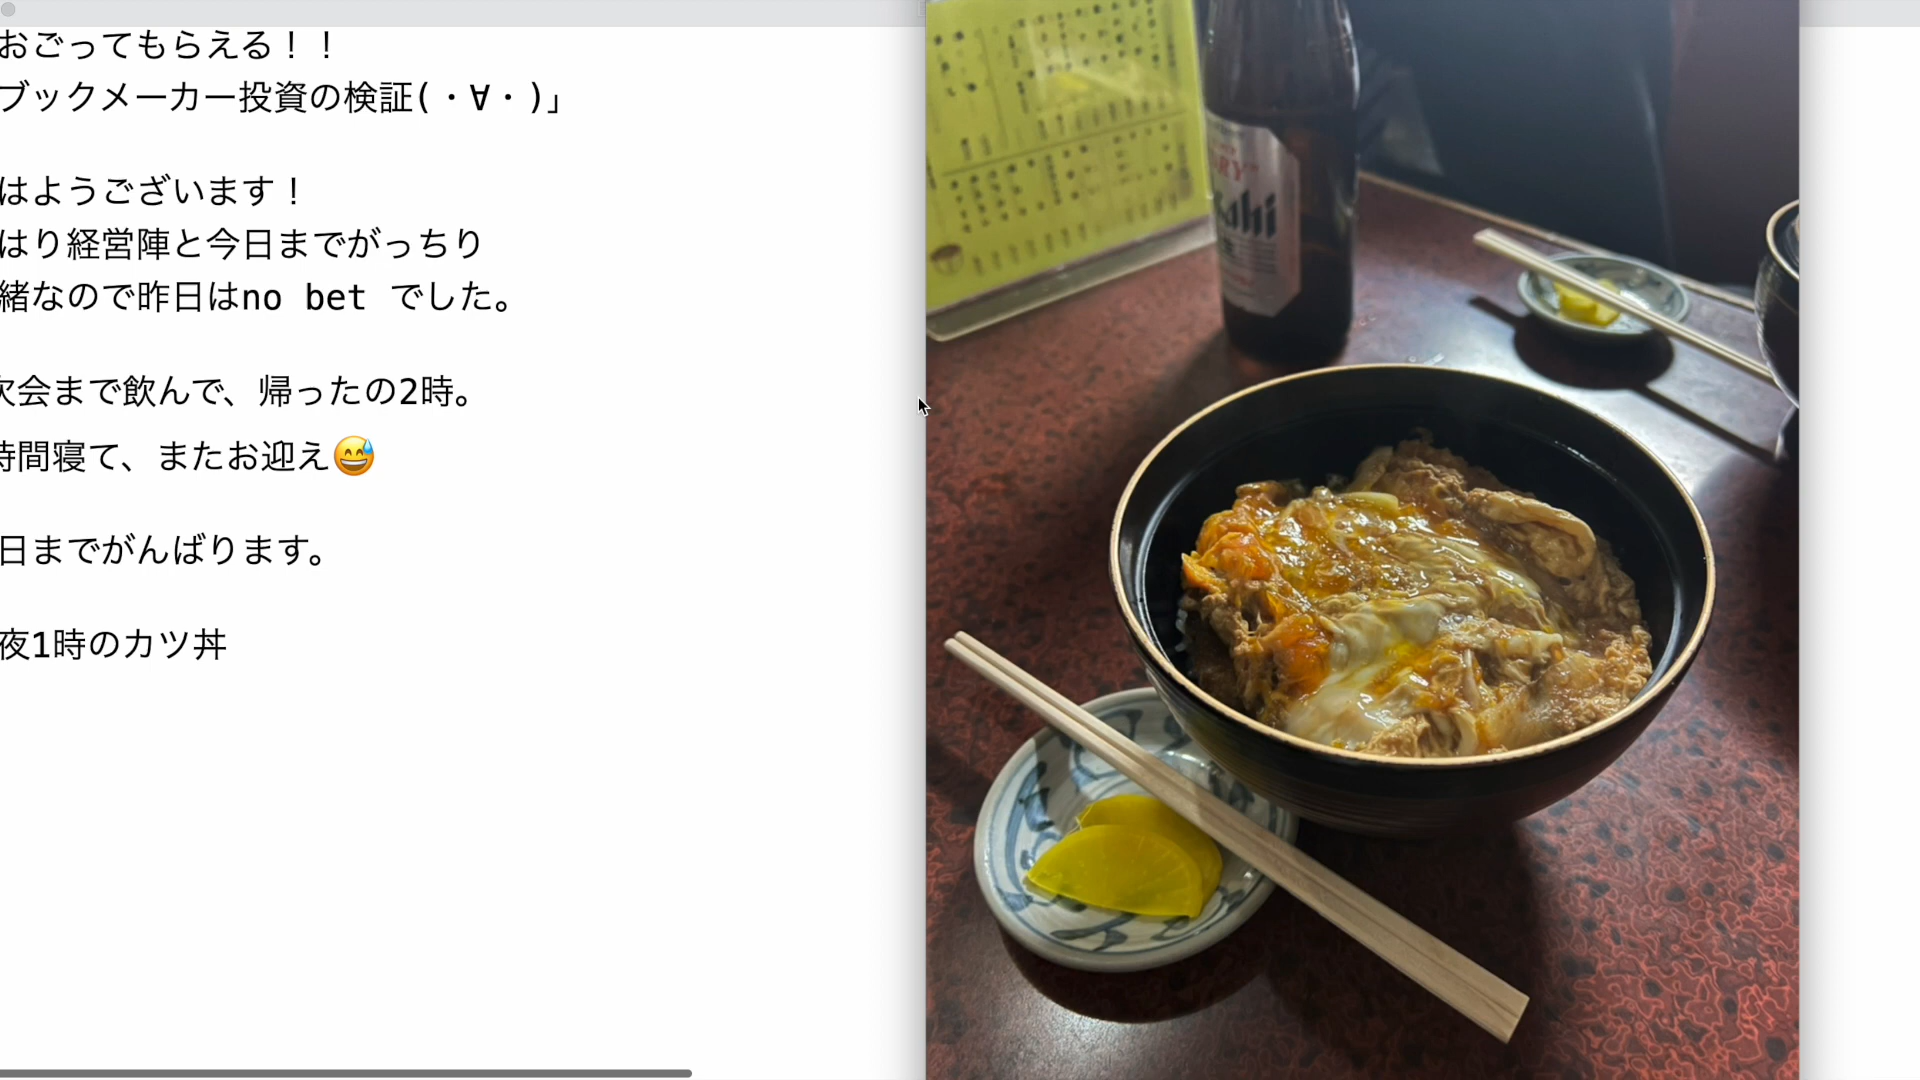 おごってもらえる！！
ブックメーカー投資の検証(・∀・)」
はようございます！
はり経営陣と今日までがっちり
緒なので昨日はno bet でした。
次会まで飲んで、帰ったの2時。
時間寝て、またお迎え😅
日までがんばります。
夜1時のカツ丼